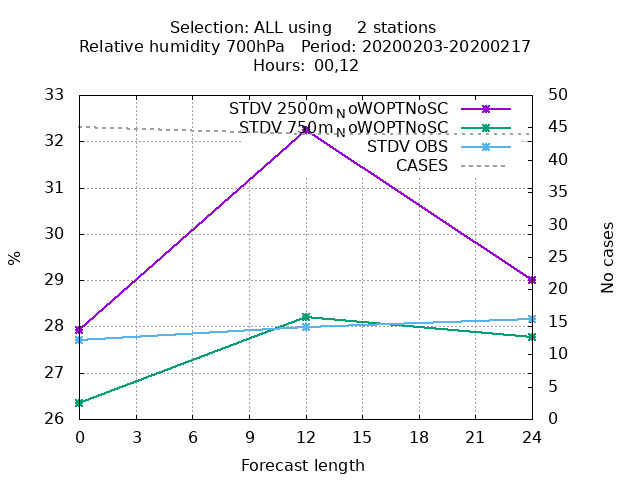 Selection: ALL using 2 stations
Relative humidity 700hPa Period: 20200203-20200217
Hours: 00,12
STDV 2500mNoWOPTNoSC
STDV 750mNoWOPTNoSC
STDV OBS
CASES
33
32
31
30
29
28
27
26
50
45
40
35
30
25
20
15
10
5
0
%
No cases
0 3 6 9 12 15 18 21 24
Forecast length